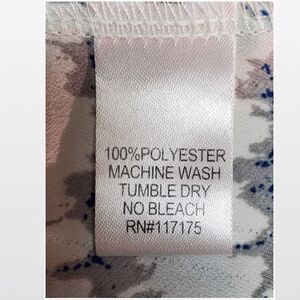 100%POLYESTER
MACHINE WASH
TUMBLE DRY
NO BLEACH
RN#117175